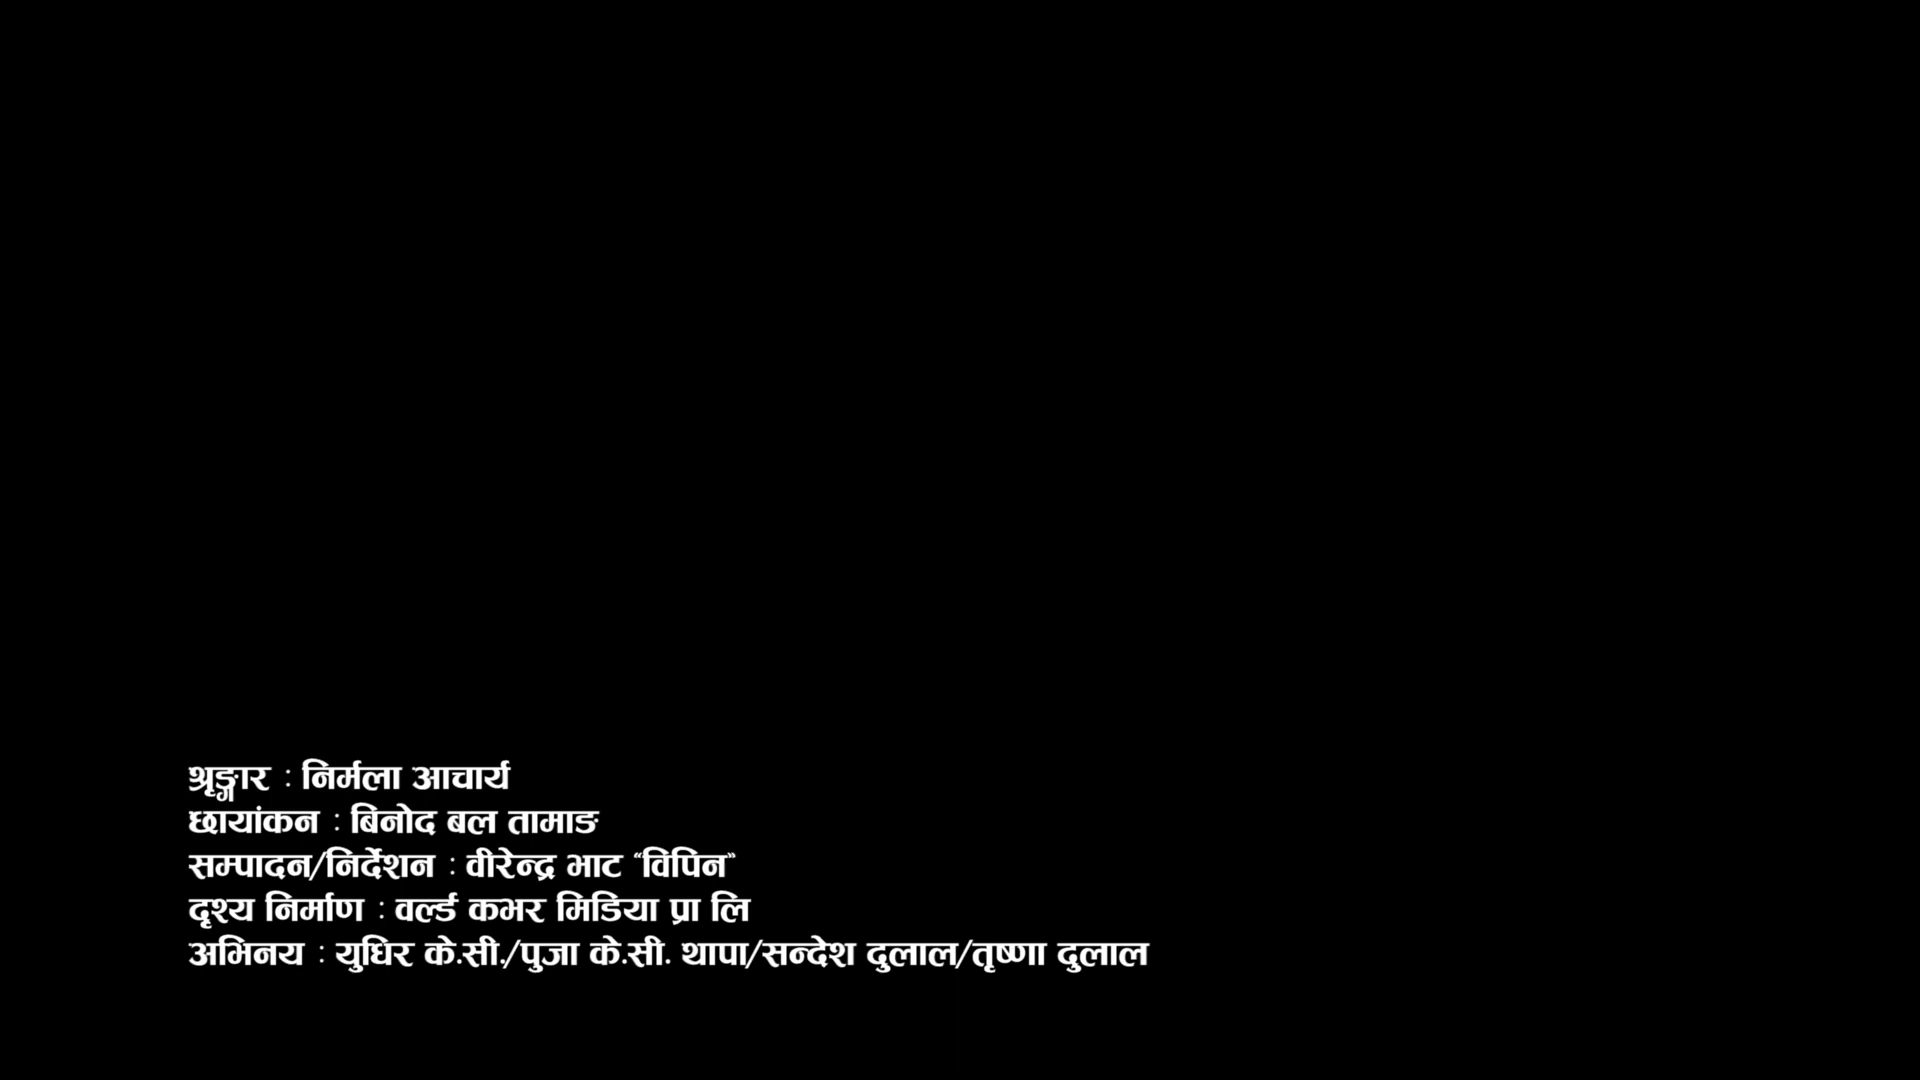 श्रृङ्गार : निर्मला आचार्य
छायांकन : बिनोद बल तामाङ
सम्पादन/निर्देशन : वीरेन्द्र भाट “विपिन”
दृश्य निर्माण : वर्ल्ड कभर मिडिया प्रा लि
अभिनय : युधिर के.सी./पुजा के.सी. थापा/सन्देश दुलाल/तृष्णा दुलाल